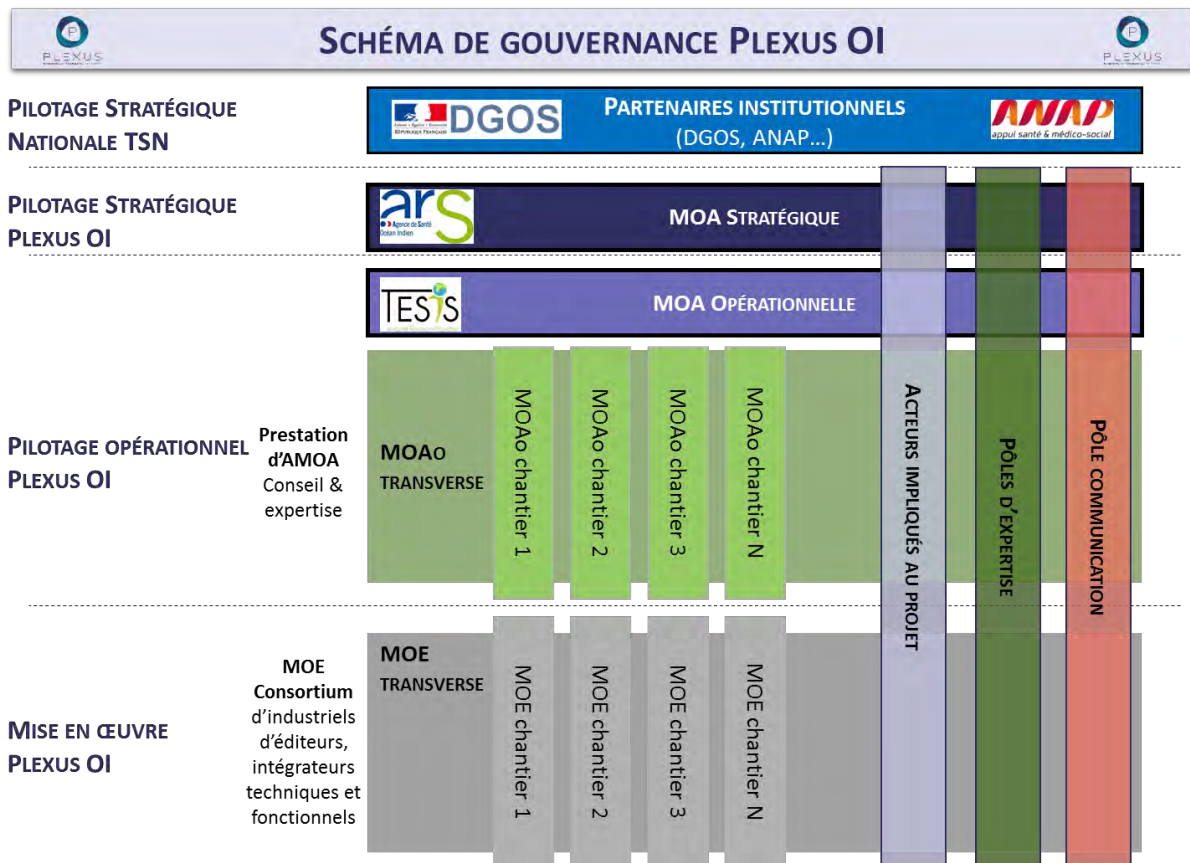 SCHÉMA DE GOUVERNANCE PLEXUS OI
P
PLEXUS
P
PLEXUS
PILOTAGE STRATÉGIQUE
NATIONALE TSN
RÉPUBLIQUE FRANÇAISE
DGOS
PARTENAIRES INSTITUTIONNELS
(DGOS, ANAP...)
ANAP
appui santé & médico-social
PILOTAGE STRATÉGIQUE
PLEXUS OI
ars
Agence de Santé
Océan Indien
MOA STRATÉGIQUE
TESIS
MOA OPÉRATIONNELLE
PILOTAGE OPÉRATIONNEL
PLEXUS OI
Prestation
d'AMOA
Conseil &
expertise
MOAO
TRANSVERSE
MOAo chantier 1
MOAo chantier 2
MOAo chantier 3
MOAo chantier N
ACTEURS IMPLIQUÉS AU PROJET
PÔLES D'EXPERTISE
PÔLE COMMUNICATION
MISE EN ŒUVRE
PLEXUS OI
MOE
Consortium
d'industriels
d'éditeurs,
intégrateurs
techniques et
fonctionnels
MOE
TRANSVERSE
MOE chantier 1
MOE chantier 2
MOE chantier 3
MOE chantier N